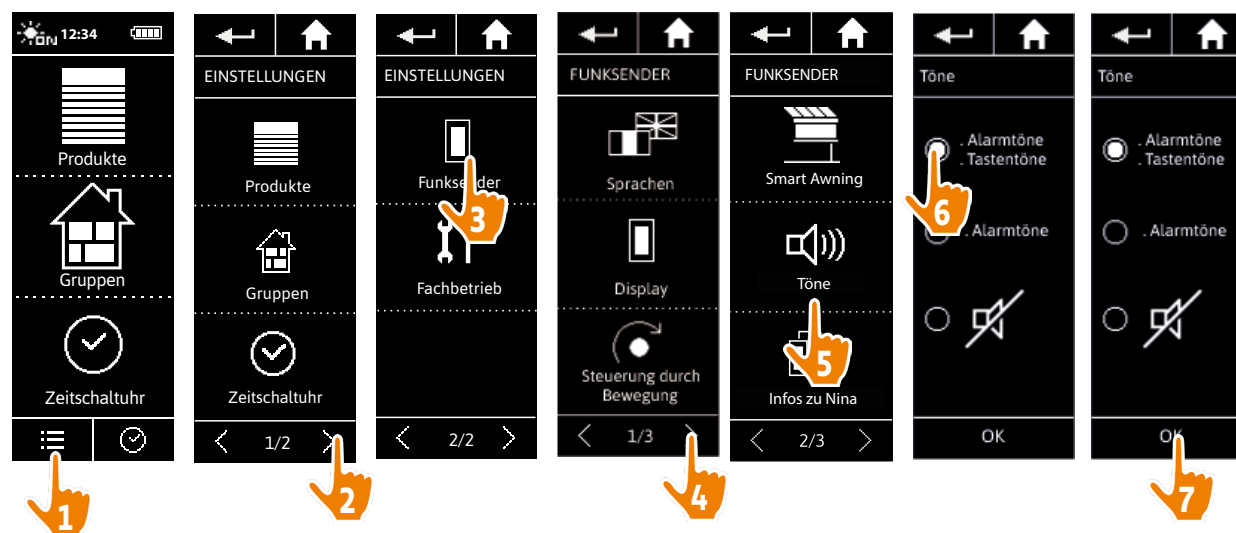 ON 12:34
Produkte
Gruppen
Zeitschaltuhr
1
EINSTELLUNGEN
Produkte
Gruppen
Zeitschaltuhr
1/2
2
EINSTELLUNGEN
Funksender
3
Fachbetrieb
2/2
FUNKSENDER
Sprachen
Display
Steuerung durch
Bewegung
1/3
4
FUNKSENDER
Smart Awning
Töne
5
Infos zu Nina
2/3
Töne
. Alarmtöne
. Tastentöne
6
. Alarmtöne
OK
Töne
. Alarmtöne
. Tastentöne
. Alarmtöne
OK
7